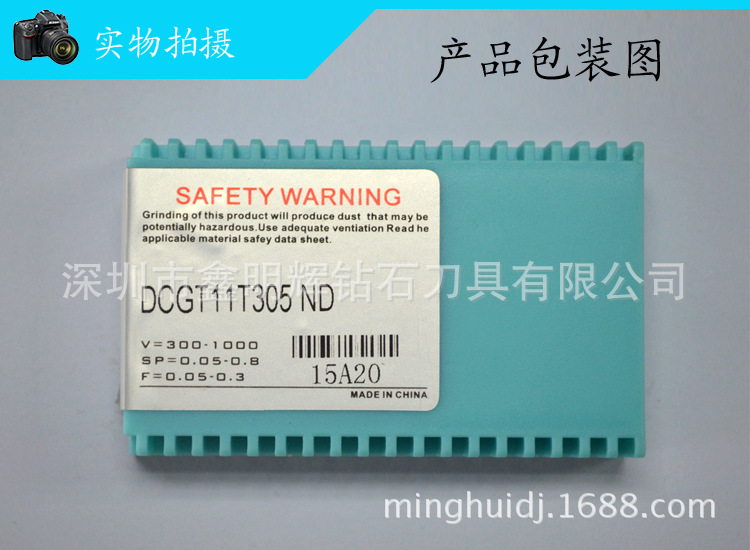 实物拍摄
产品包装图
SAFETY WARNING
Grinding of this product will produce dust that may be
potentially hazardous.Use adequate ventiation Read he
applicable material safey data sheet.
深圳市鑫明辉钻石刀具有限公司
DCGT11T305 ND
V=300-1000
SP=0.05-0.8
F=0.05-0.3
15A20
MADE IN CHINA
minghuidj.1688.com